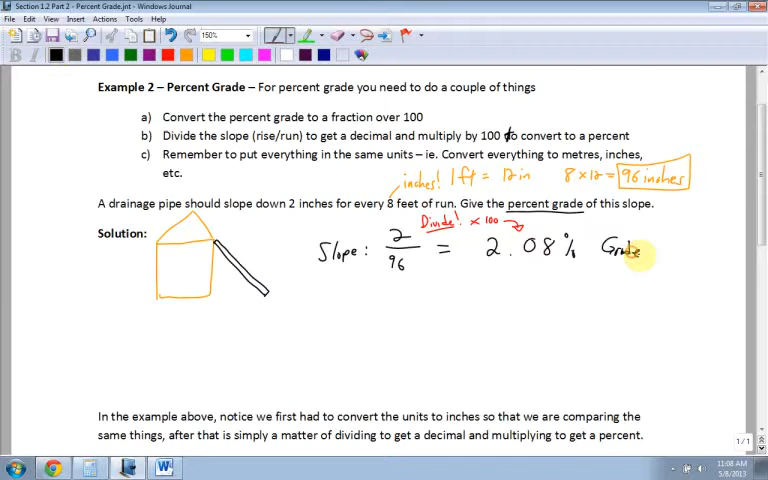 Section 1.2 Part 2 - Percent Grade.jnt - Windows Journal
File Edit View Insert Actions Tools Help
150%
B I
Example 2 – Percent Grade – For percent grade you need to do a couple of things
a) Convert the percent grade to a fraction over 100
b) Divide the slope (rise/run) to get a decimal and multiply by 100 to convert to a percent
c) Remember to put everything in the same units – ie. Convert everything to metres, inches,
etc.
inches! 1 ft = 12 in 8 × 12 = 96 inches
A drainage pipe should slope down 2 inches for every 8 feet of run. Give the percent grade of this slope.
Divide! × 100
Solution:
Slope: 2/96 = 2.08% Grade
In the example above, notice we first had to convert the units to inches so that we are comparing the
same things, after that is simply a matter of dividing to get a decimal and multiplying to get a percent.
1 / 1
11:08 AM
5/8/2013